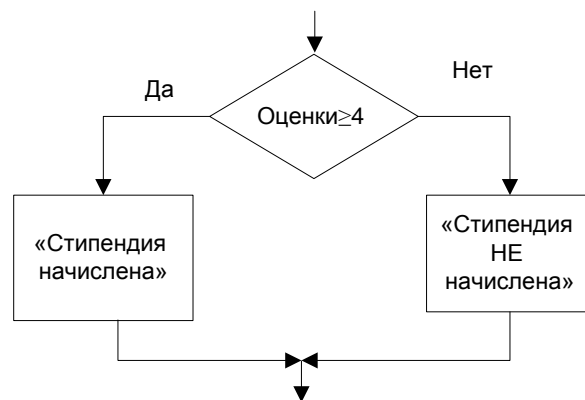 Да
Нет
Оценки≥4
«Стипендия
начислена»
«Стипендия
НЕ
начислена»